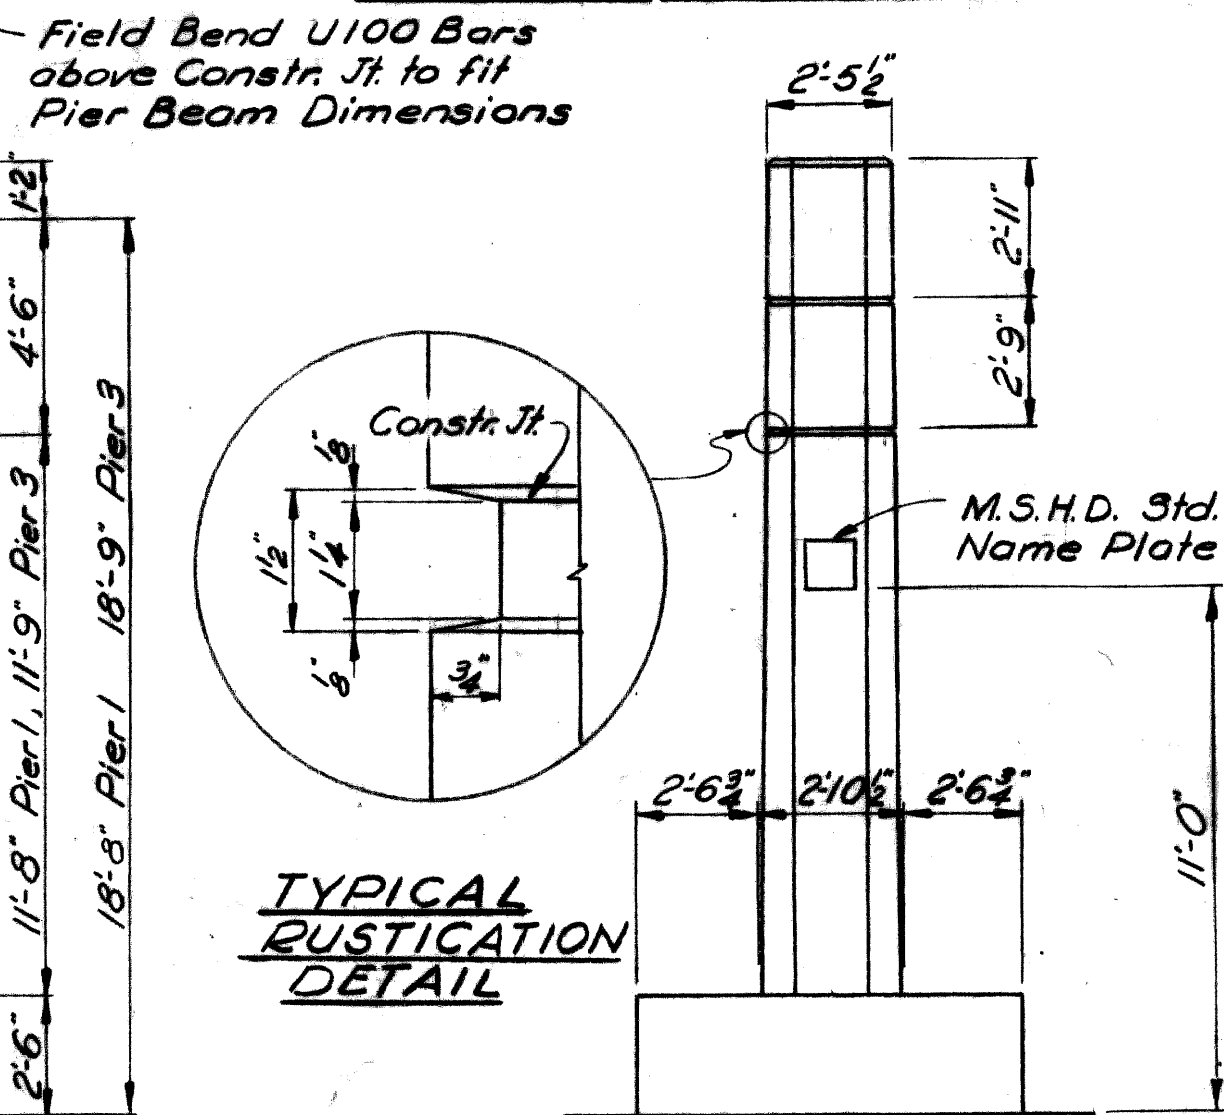 Field Bend U100 Bars
above Constr. Jt. to fit
Pier Beam Dimensions
2'-5½"
1'-2"
4'-6"
11'-8" Pier 1, 11'-9" Pier 3
2'-6"
18'-8" Pier 1 18'-9" Pier 3
2'-11"
2'-9"
Constr. Jt.
⅛"
1½"
1¼"
⅛"
¾"
M.S.H.D. Std.
Name Plate
2'-6¾"
2'-10½"
2'-6¾"
11'-0"
TYPICAL
RUSTICATION
DETAIL